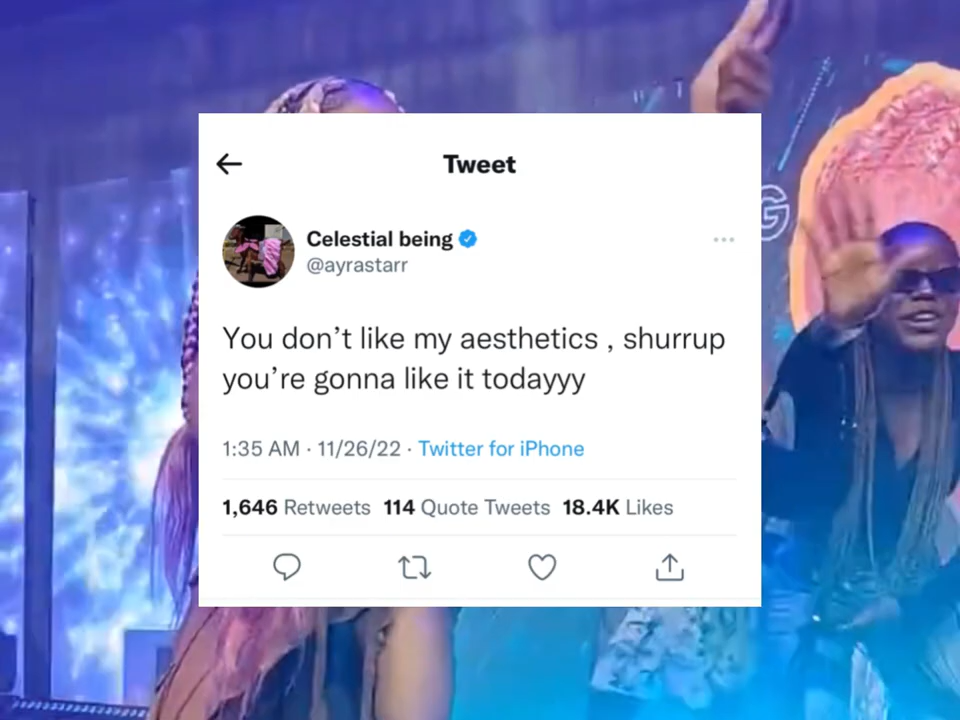 Tweet
Celestial being
@ayrastarr
You don’t like my aesthetics , shurrup
you’re gonna like it todayyy
1:35 AM · 11/26/22 · Twitter for iPhone
1,646 Retweets 114 Quote Tweets 18.4K Likes
G